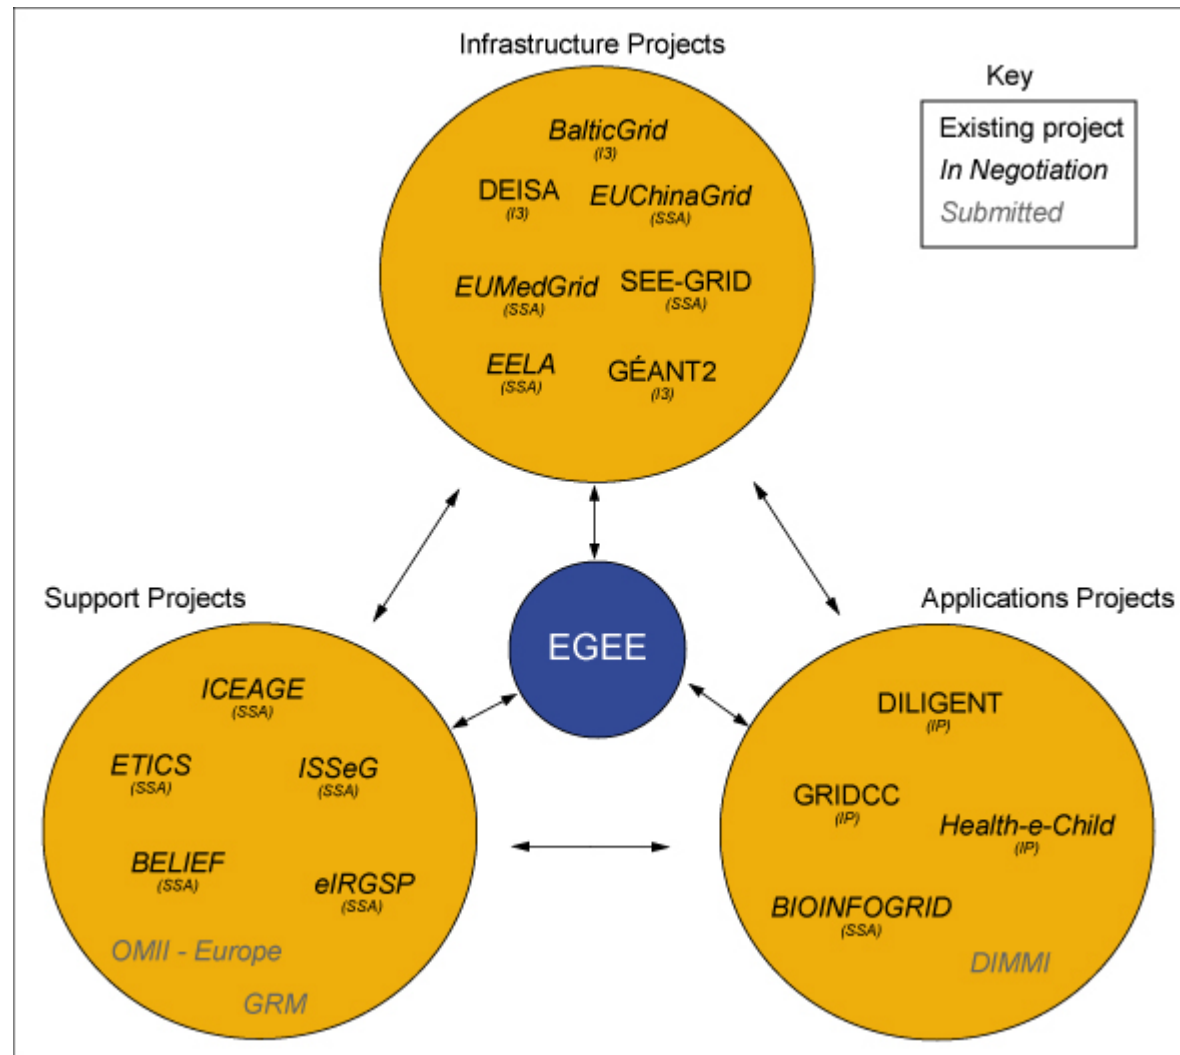 Infrastructure Projects
Key
Existing project
In Negotiation
Submitted
BalticGrid
(I3)
DEISA
(I3)
EUChinaGrid
(SSA)
EUMedGrid
(SSA)
SEE-GRID
(SSA)
EELA
(SSA)
GÉANT2
(I3)
Support Projects
EGEE
Applications Projects
ICEAGE
(SSA)
ETICS
(SSA)
ISSeG
(SSA)
BELIEF
(SSA)
eIRGSP
(SSA)
OMII - Europe
GRM
DILIGENT
(IP)
GRIDCC
(IP)
Health-e-Child
(IP)
BIOINFOGRID
(SSA)
DIMMI